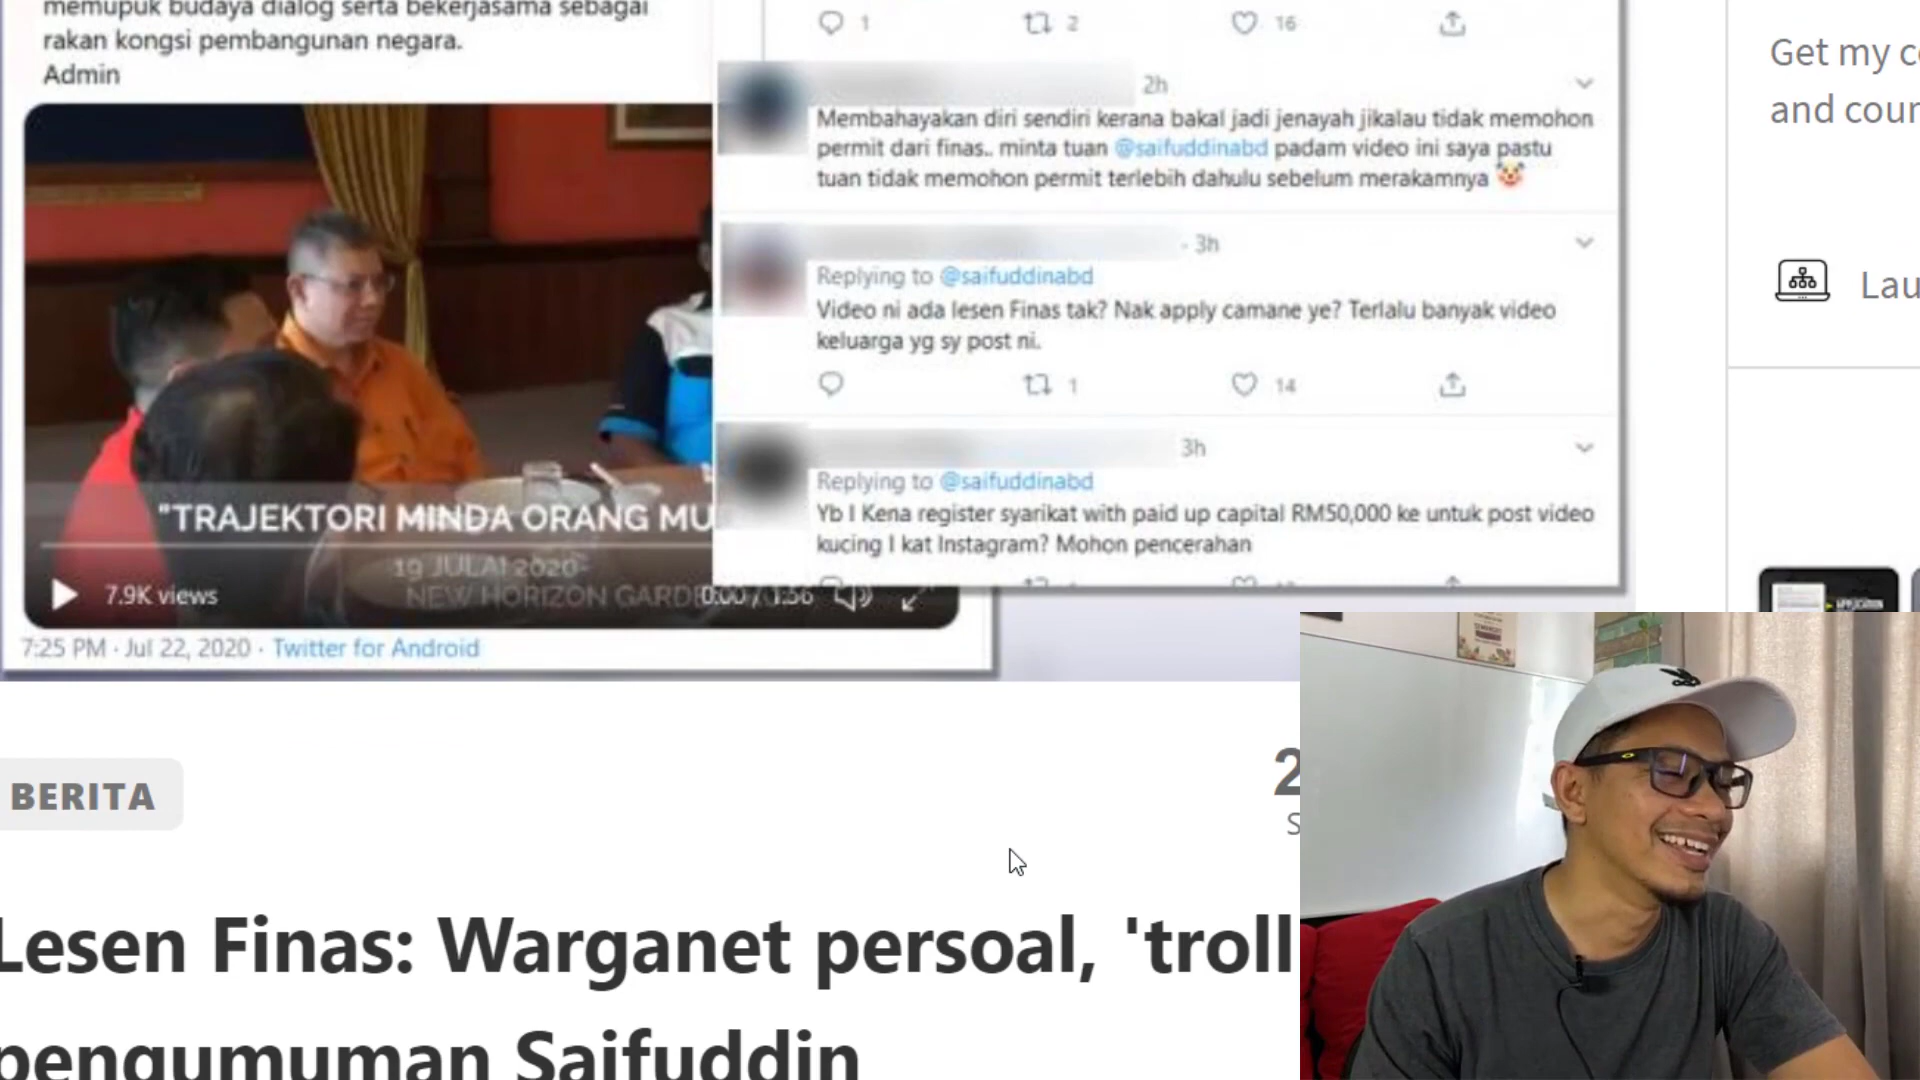 memupuk budaya dialog serta bekerjasama sebagai
rakan kongsi pembangunan negara.
Admin
"TRAJEKTORI MINDA ORANG MU
19 JULAI 2020-
NEW HORIZON GARDE
7.9K views
0:00 / 1:56
7:25 PM · Jul 22, 2020 · Twitter for Android
1 2 16
2h
Membahayakan diri sendiri kerana bakal jadi jenayah jikalau tidak memohon
permit dari finas.. minta tuan @saifuddinabd padam video ini saya pastu
tuan tidak memohon permit terlebih dahulu sebelum merakamnya 🤡
· 3h
Replying to @saifuddinabd
Video ni ada lesen Finas tak? Nak apply camane ye? Terlalu banyak video
keluarga yg sy post ni.
1 14
3h
Replying to @saifuddinabd
Yb I Kena register syarikat with paid up capital RM50,000 ke untuk post video
kucing I kat Instagram? Mohon pencerahan
Get my c
and cour
Lau
BERITA
2
S
Lesen Finas: Warganet persoal, 'troll
pengumuman Saifuddin